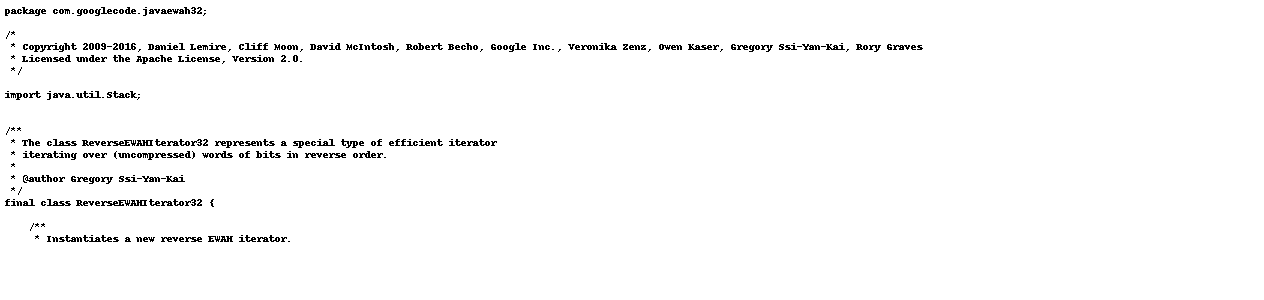 package com.googlecode.javaewah32;
/*
 * Copyright 2009-2016, Daniel Lemire, Cliff Moon, David McIntosh, Robert Becho, Google Inc., Veronika Zenz, Owen Kaser, Gregory Ssi-Yan-Kai, Rory Graves
 * Licensed under the Apache License, Version 2.0.
 */
import java.util.Stack;
/**
 * The class ReverseEWAHIterator32 represents a special type of efficient iterator
 * iterating over (uncompressed) words of bits in reverse order.
 *
 * @author Gregory Ssi-Yan-Kai
 */
final class ReverseEWAHIterator32 {
    /**
     * Instantiates a new reverse EWAH iterator.